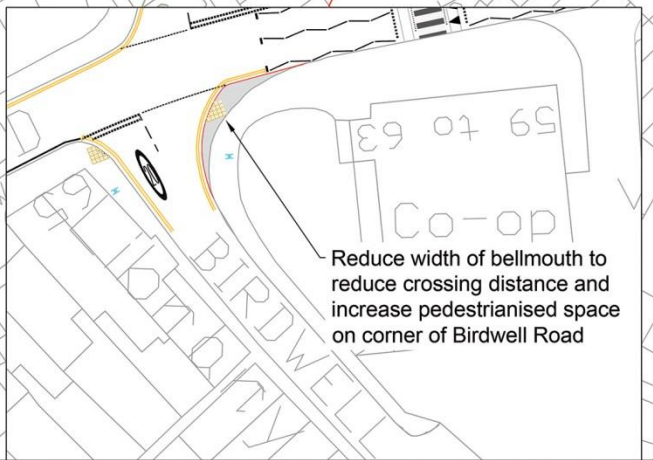 59 to 63
Co-op
Reduce width of bellmouth to
reduce crossing distance and
increase pedestrianised space
on corner of Birdwell Road
BIRDWELL
20